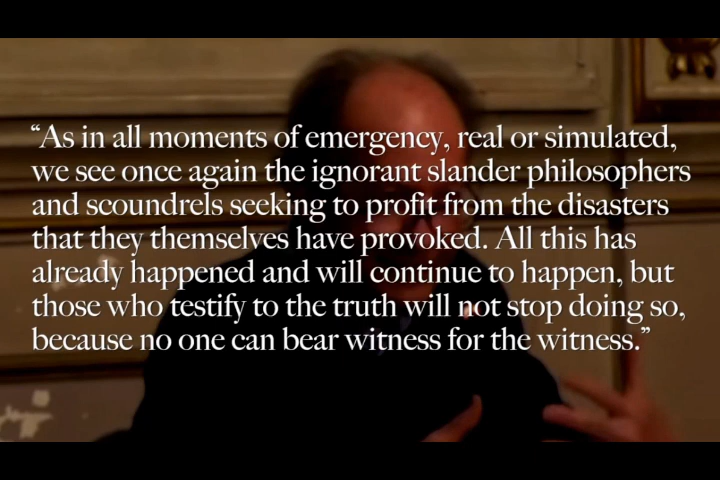 “As in all moments of emergency, real or simulated,
we see once again the ignorant slander philosophers
and scoundrels seeking to profit from the disasters
that they themselves have provoked. All this has
already happened and will continue to happen, but
those who testify to the truth will not stop doing so,
because no one can bear witness for the witness.”